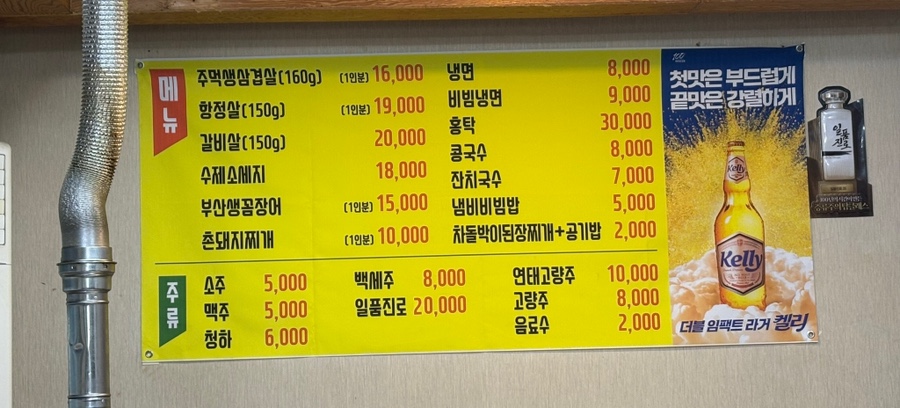 메뉴
주먹생삼겹살(160g) (1인분) 16,000
항정살(150g) (1인분) 19,000
갈비살(150g) 20,000
수제소세지 18,000
부산생꼼장어 (1인분) 15,000
촌돼지찌개 (1인분) 10,000
냉면 8,000
비빔냉면 9,000
홍탁 30,000
콩국수 8,000
잔치국수 7,000
냄비비빔밥 5,000
차돌박이된장찌개+공기밥 2,000
주류
소주 5,000
맥주 5,000
청하 6,000
백세주 8,000
일품진로 20,000
연태고량주 10,000
고량주 8,000
음료수 2,000
첫맛은 부드럽게
끝맛은 강렬하게
Kelly
Kelly
더블 임팩트 라거 켈리
일품
진로